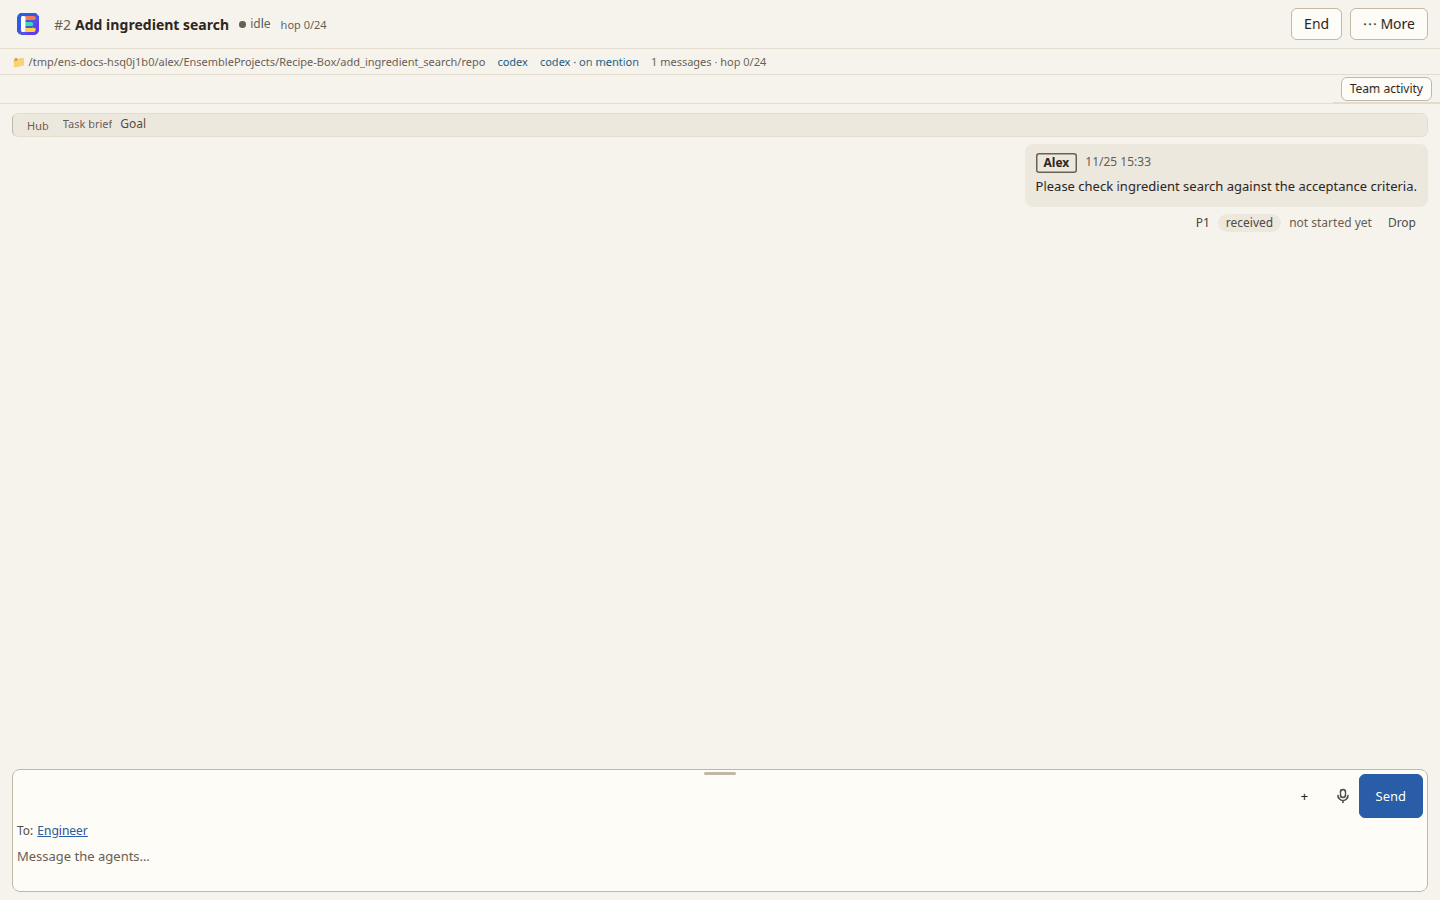 #2 Add ingredient search idle hop 0/24 End ··· More
/tmp/ens-docs-hsq0j1b0/alex/EnsembleProjects/Recipe-Box/add_ingredient_search/repo codex codex · on mention 1 messages · hop 0/24
Team activity
Hub Task brief Goal
Alex 11/25 15:33
Please check ingredient search against the acceptance criteria.
P1 received not started yet Drop
+ Send
To: Engineer
Message the agents...